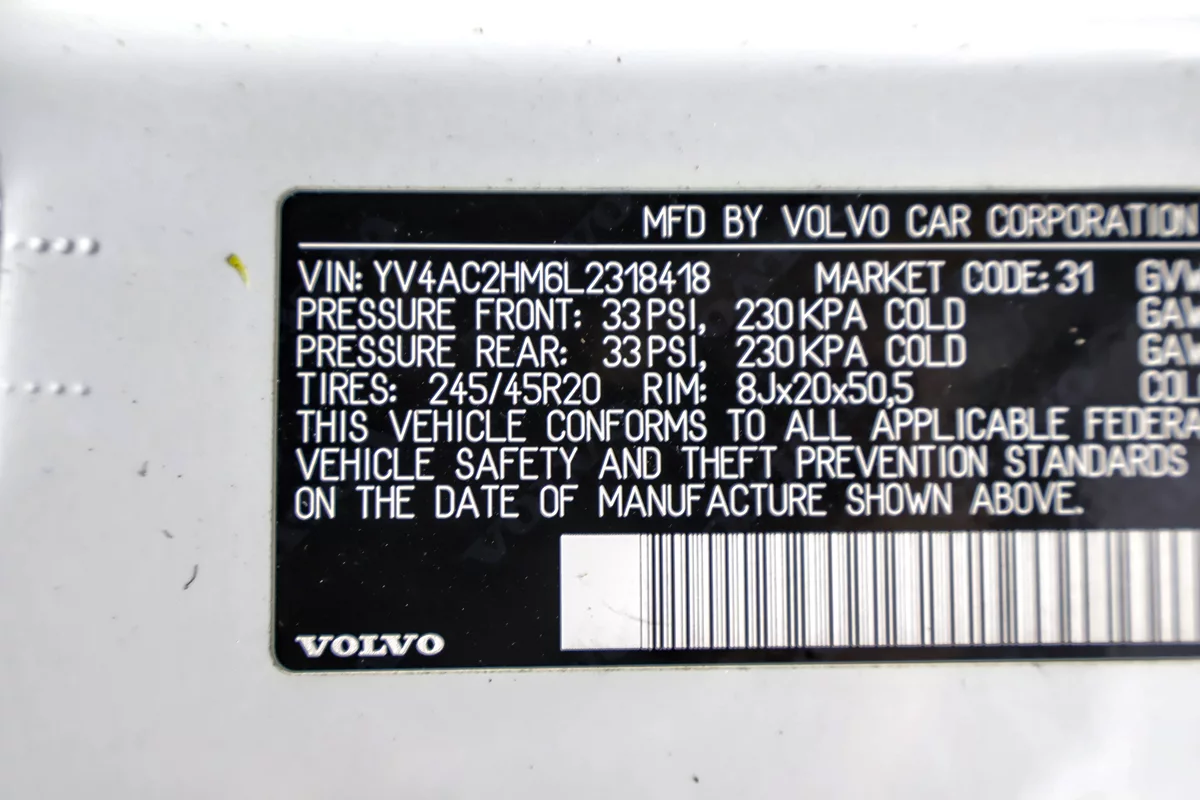 MFD BY VOLVO CAR CORPORATION
VIN: YV4AC2HM6L2318418 MARKET CODE: 31
PRESSURE FRONT: 33 PSI, 230 KPA COLD
PRESSURE REAR: 33 PSI, 230 KPA COLD
TIRES: 245/45R20 RIM: 8Jx20x50,5
THIS VEHICLE CONFORMS TO ALL APPLICABLE
VEHICLE SAFETY AND THEFT PREVENTION STANDARDS
ON THE DATE OF MANUFACTURE SHOWN ABOVE.
VOLVO